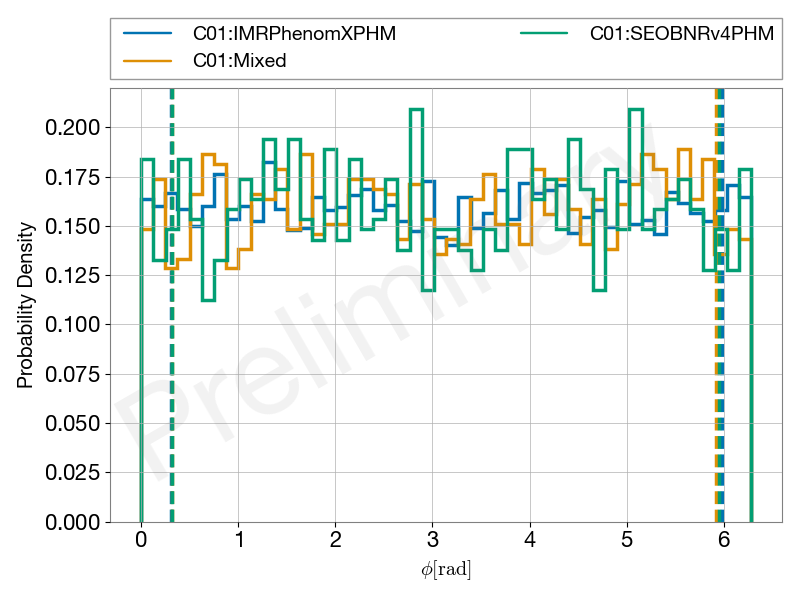 C01:IMRPhenomXPHM
C01:Mixed
C01:SEOBNRv4PHM
0.200
0.175
0.150
0.125
0.100
0.075
0.050
0.025
0.000
Probability Density
Preliminary
0 1 2 3 4 5 6
ϕ[rad]